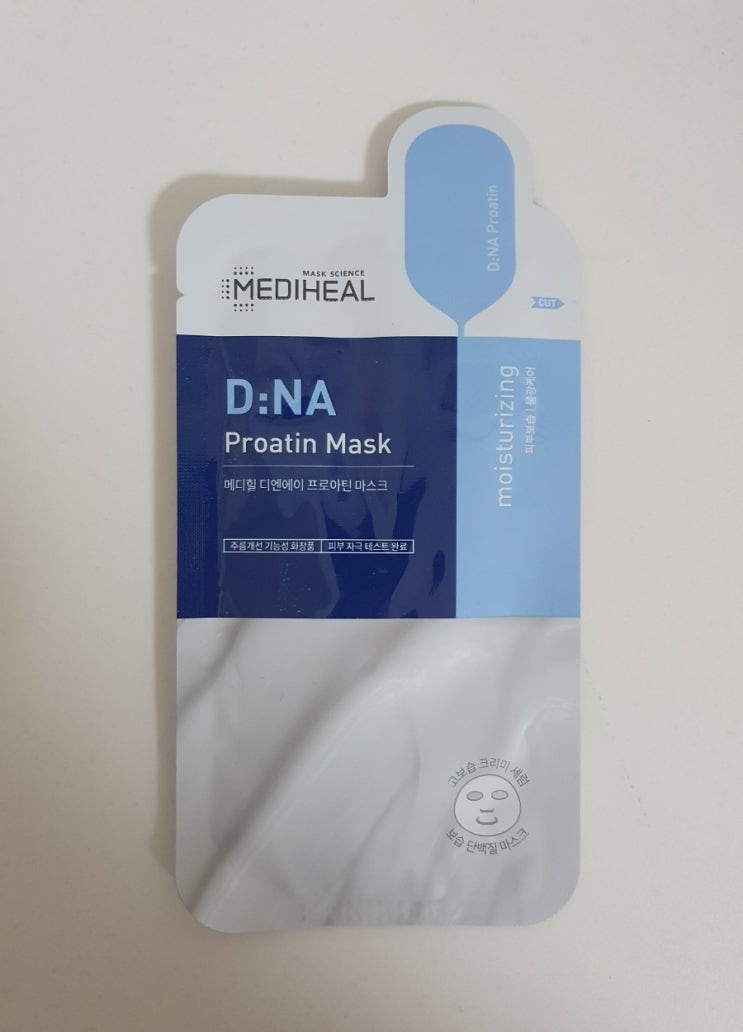 MASK SCIENCE
MEDIHEAL
D:NA Proatin
CUT
D:NA
Proatin Mask
메디힐 디엔에이 프로아틴 마스크
주름개선 기능성 화장품 | 피부 자극 테스트 완료
moisturizing
피부보습 | 물광케어
고보습 크리미 세럼
보습 단백질 마스크